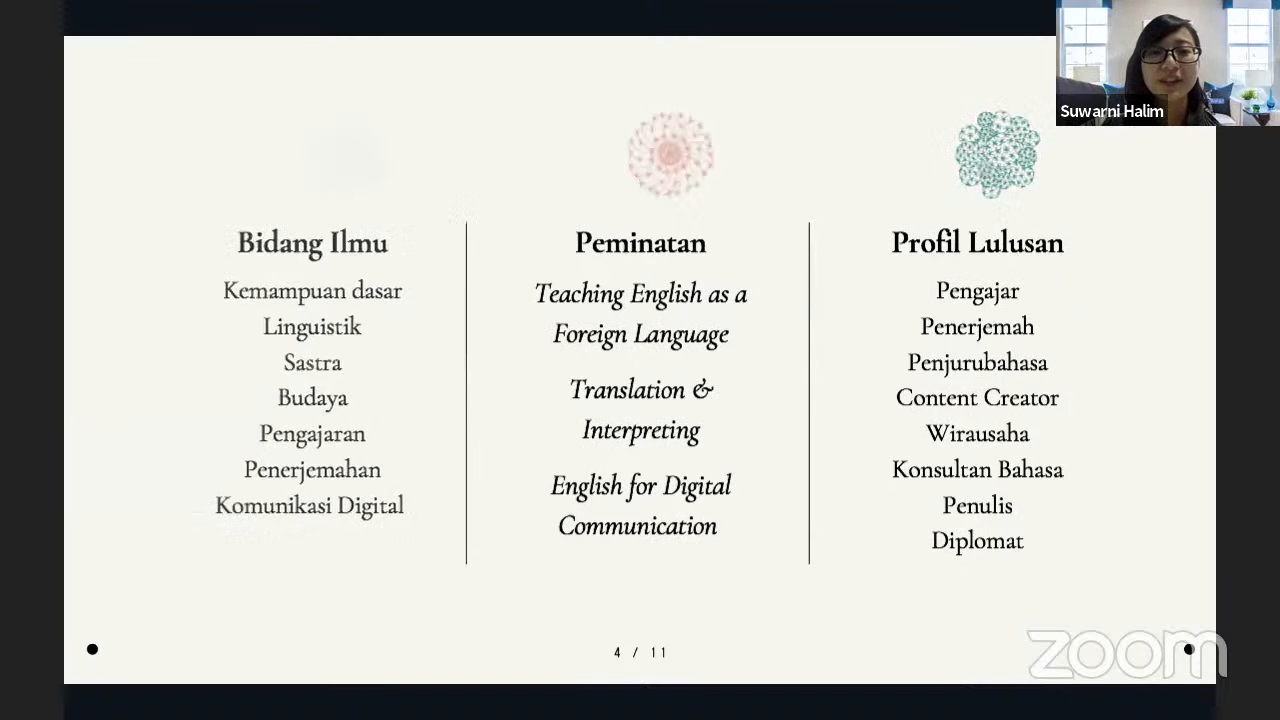 Suwarni Halim
Bidang Ilmu
Kemampuan dasar
Linguistik
Sastra
Budaya
Pengajaran
Penerjemahan
Komunikasi Digital
Peminatan
Teaching English as a
Foreign Language
Translation &
Interpreting
English for Digital
Communication
Profil Lulusan
Pengajar
Penerjemah
Penjurubahasa
Content Creator
Wirausaha
Konsultan Bahasa
Penulis
Diplomat
4 / 11
zoom